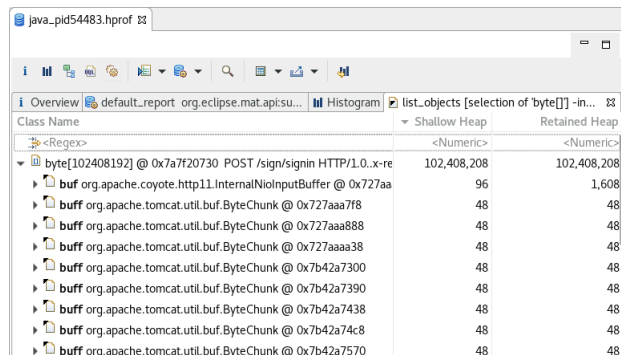 java_pid54483.hprof
i Overview default_report org.eclipse.mat.api:su... Histogram list_objects [selection of 'byte[]'] -in...
Class Name Shallow Heap Retained Heap
<Regex> <Numeric> <Numeric>
byte[102408192] @ 0x7a7f20730 POST /sign/signin HTTP/1.0..x-re 102,408,208 102,408,208
buf org.apache.coyote.http11.InternalNioInputBuffer @ 0x727aa 96 1,608
buff org.apache.tomcat.util.buf.ByteChunk @ 0x727aaa7f8 48 48
buff org.apache.tomcat.util.buf.ByteChunk @ 0x727aaa888 48 48
buff org.apache.tomcat.util.buf.ByteChunk @ 0x727aaaa38 48 48
buff org.apache.tomcat.util.buf.ByteChunk @ 0x7b42a7300 48 48
buff org.apache.tomcat.util.buf.ByteChunk @ 0x7b42a7390 48 48
buff org.apache.tomcat.util.buf.ByteChunk @ 0x7b42a7438 48 48
buff org.apache.tomcat.util.buf.ByteChunk @ 0x7b42a74c8 48 48
buff org.apache.tomcat.util.buf.ByteChunk @ 0x7b42a7570 48 48